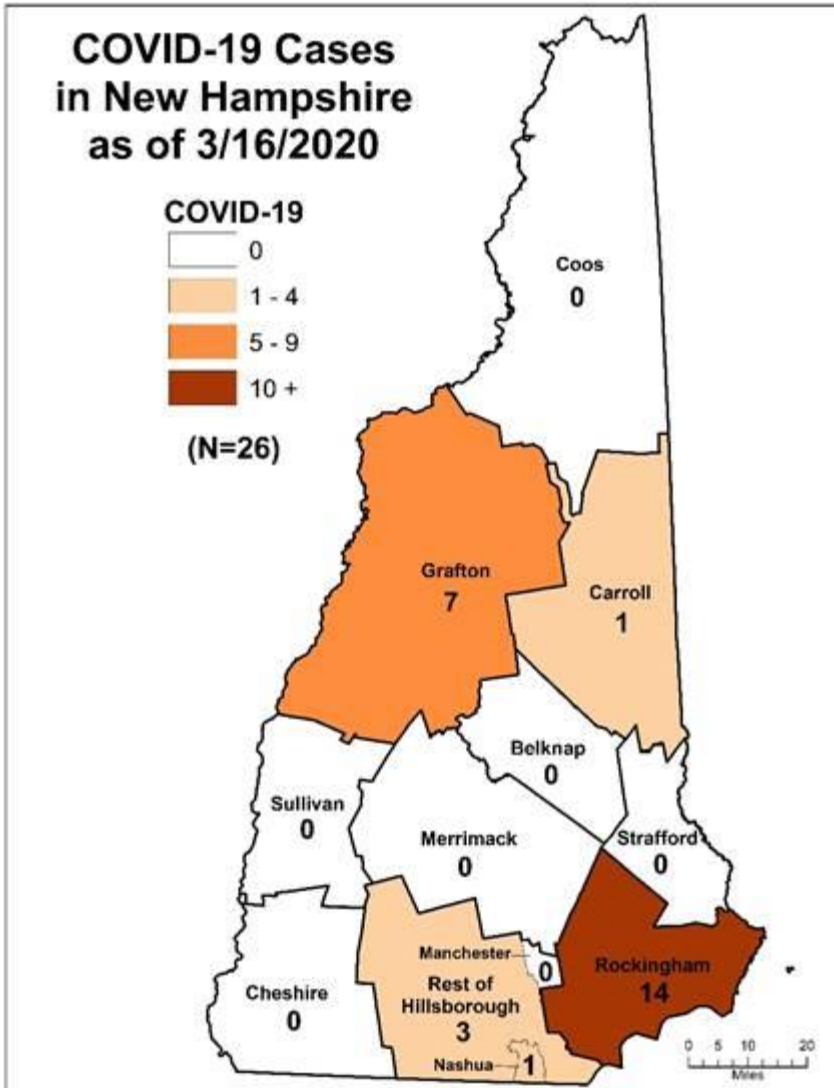 COVID-19 Cases
in New Hampshire
as of 3/16/2020
COVID-19
0
1 - 4
5 - 9
10 +
(N=26)
Coos
0
Grafton
7
Carroll
1
Belknap
0
Sullivan
0
Merrimack
0
Strafford
0
Manchester
0
Rockingham
14
Rest of
Hillsborough
3
Cheshire
0
Nashua
1
0 5 10 20
Miles